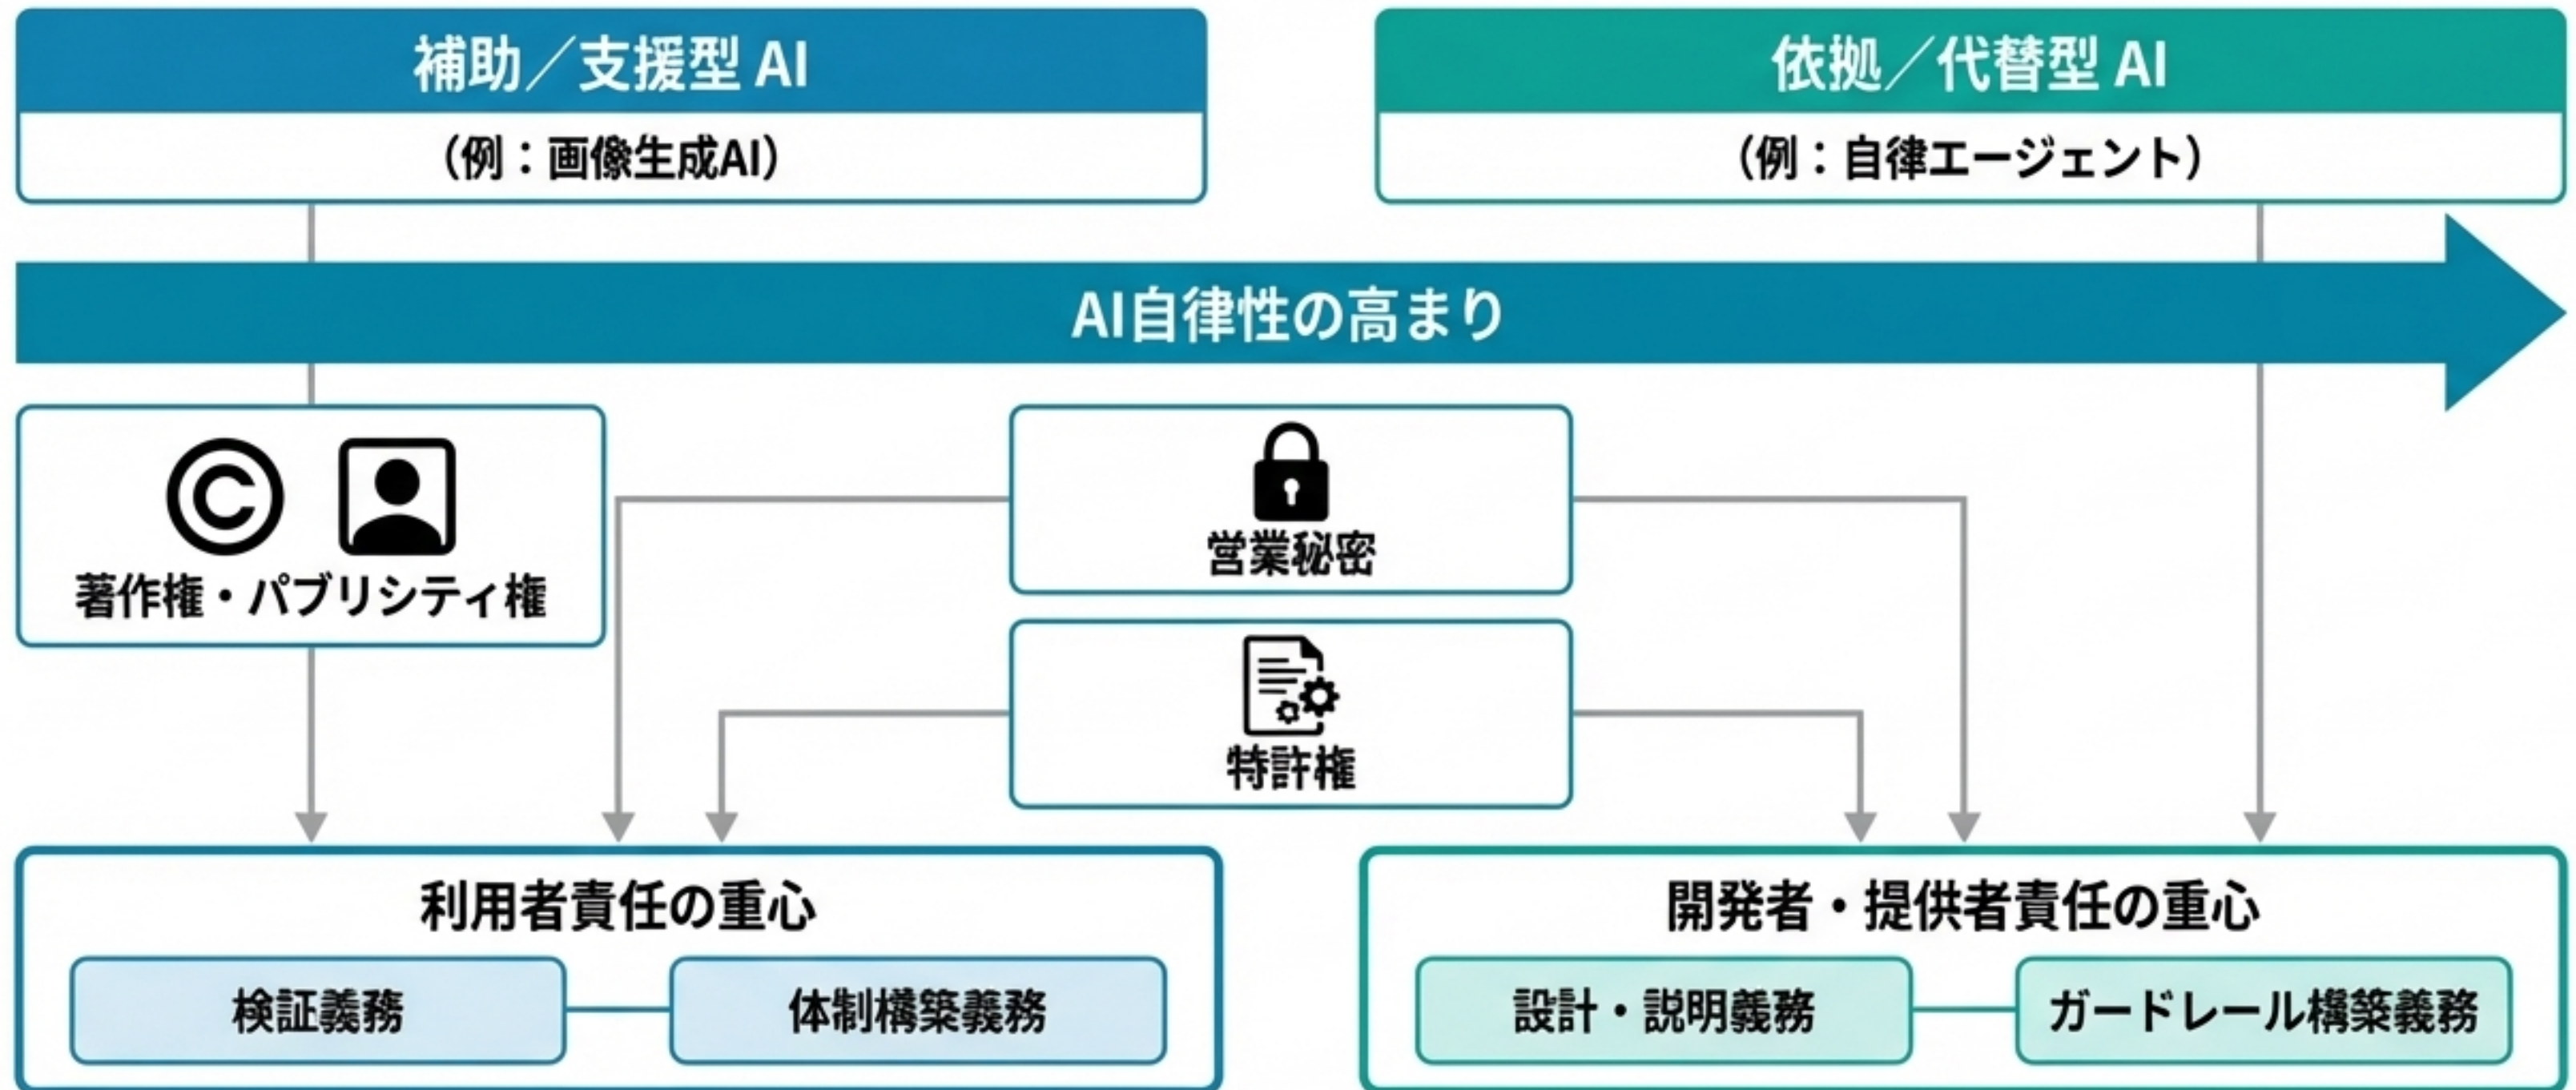 補助／支援型 AI
（例：画像生成AI）
依拠／代替型 AI
（例：自律エージェント）
AI自律性の高まり
著作権・パブリシティ権
営業秘密
特許権
利用者責任の重心
検証義務
体制構築義務
開発者・提供者責任の重心
設計・説明義務
ガードレール構築義務